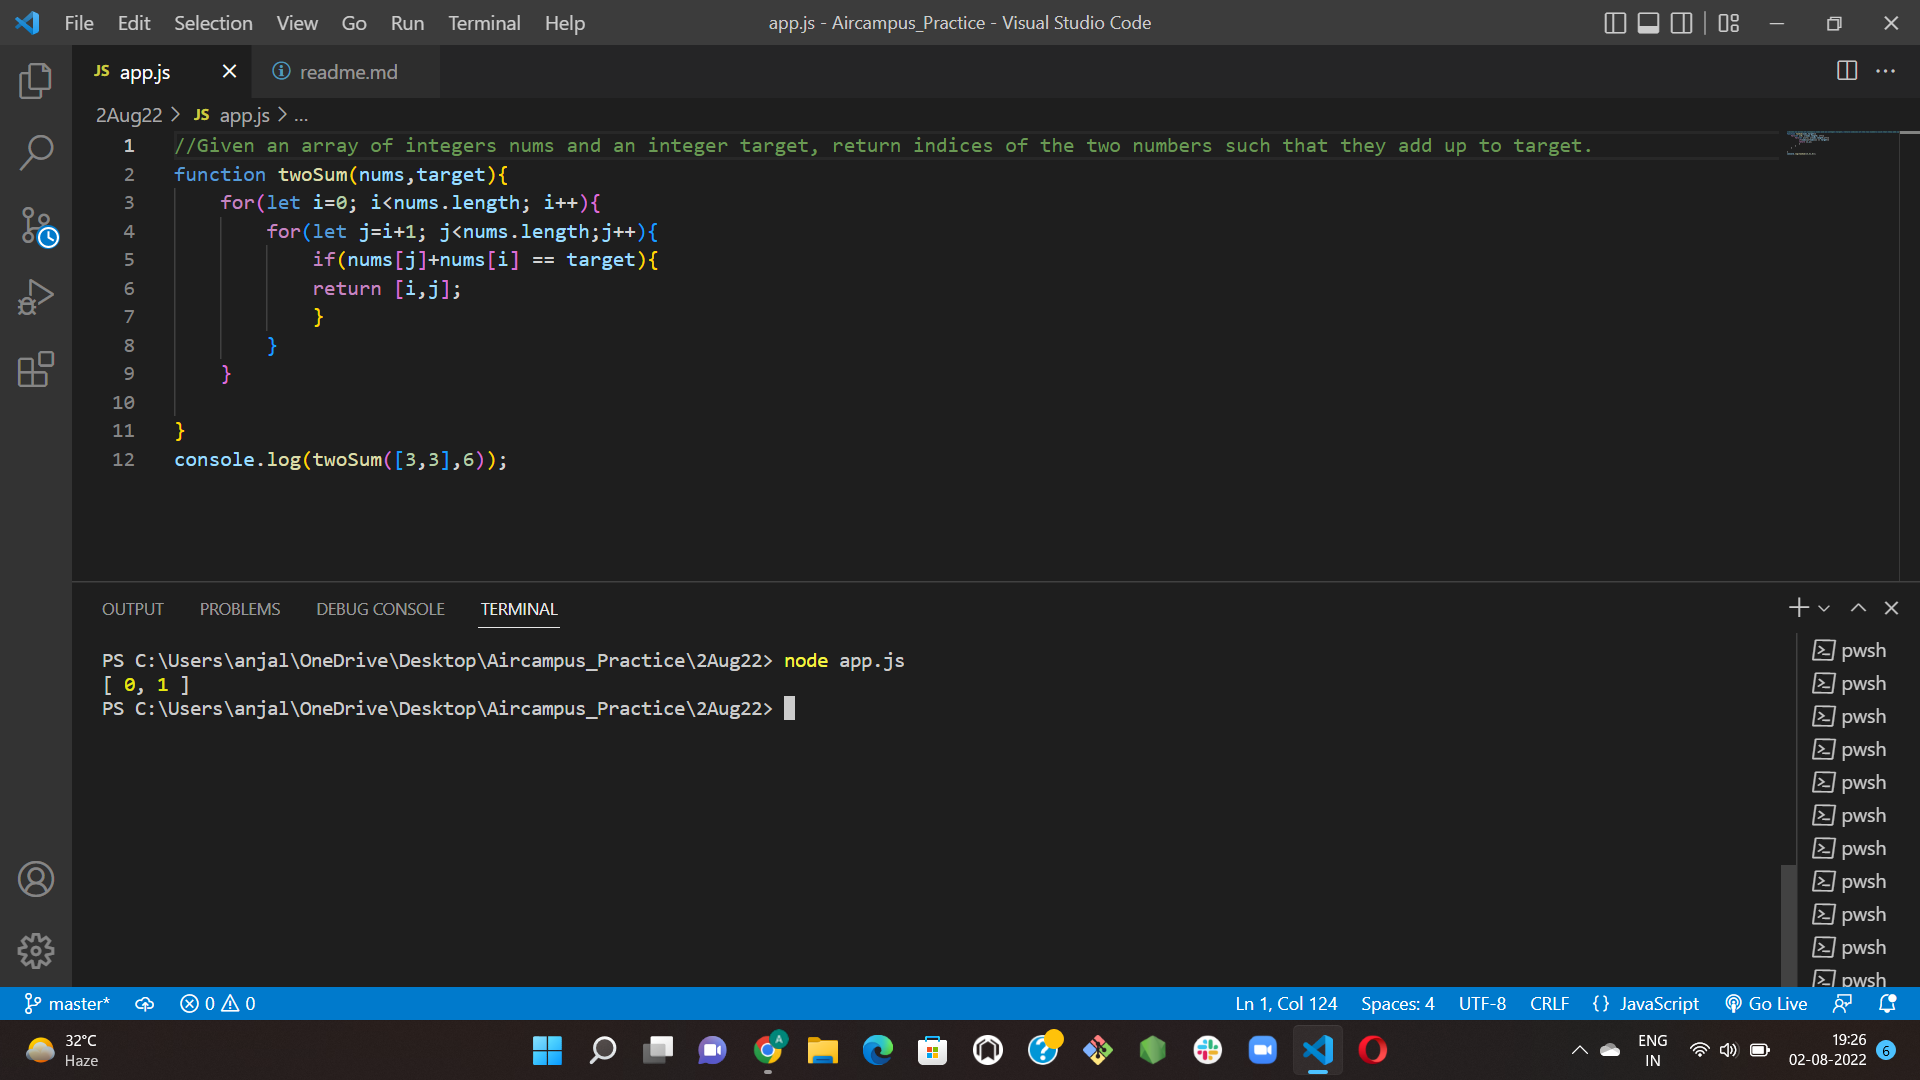 File Edit Selection View Go Run Terminal Help app.js - Aircampus_Practice - Visual Studio Code
JS app.js readme.md
2Aug22 > JS app.js > ...
1 //Given an array of integers nums and an integer target, return indices of the two numbers such that they add up to target.
2 function twoSum(nums,target){
3     for(let i=0; i<nums.length; i++){
4         for(let j=i+1; j<nums.length;j++){
5             if(nums[j]+nums[i] == target){
6             return [i,j];
7             }
8         }
9     }
10
11 }
12 console.log(twoSum([3,3],6));
OUTPUT PROBLEMS DEBUG CONSOLE TERMINAL
PS C:\Users\anjal\OneDrive\Desktop\Aircampus_Practice\2Aug22> node app.js
[ 0, 1 ]
PS C:\Users\anjal\OneDrive\Desktop\Aircampus_Practice\2Aug22>
pwsh
pwsh
pwsh
pwsh
pwsh
pwsh
pwsh
pwsh
pwsh
pwsh
pwsh
master* 0 0 Ln 1, Col 124 Spaces: 4 UTF-8 CRLF {} JavaScript Go Live
32°C
Haze
A
ENG
IN
19:26
02-08-2022
6